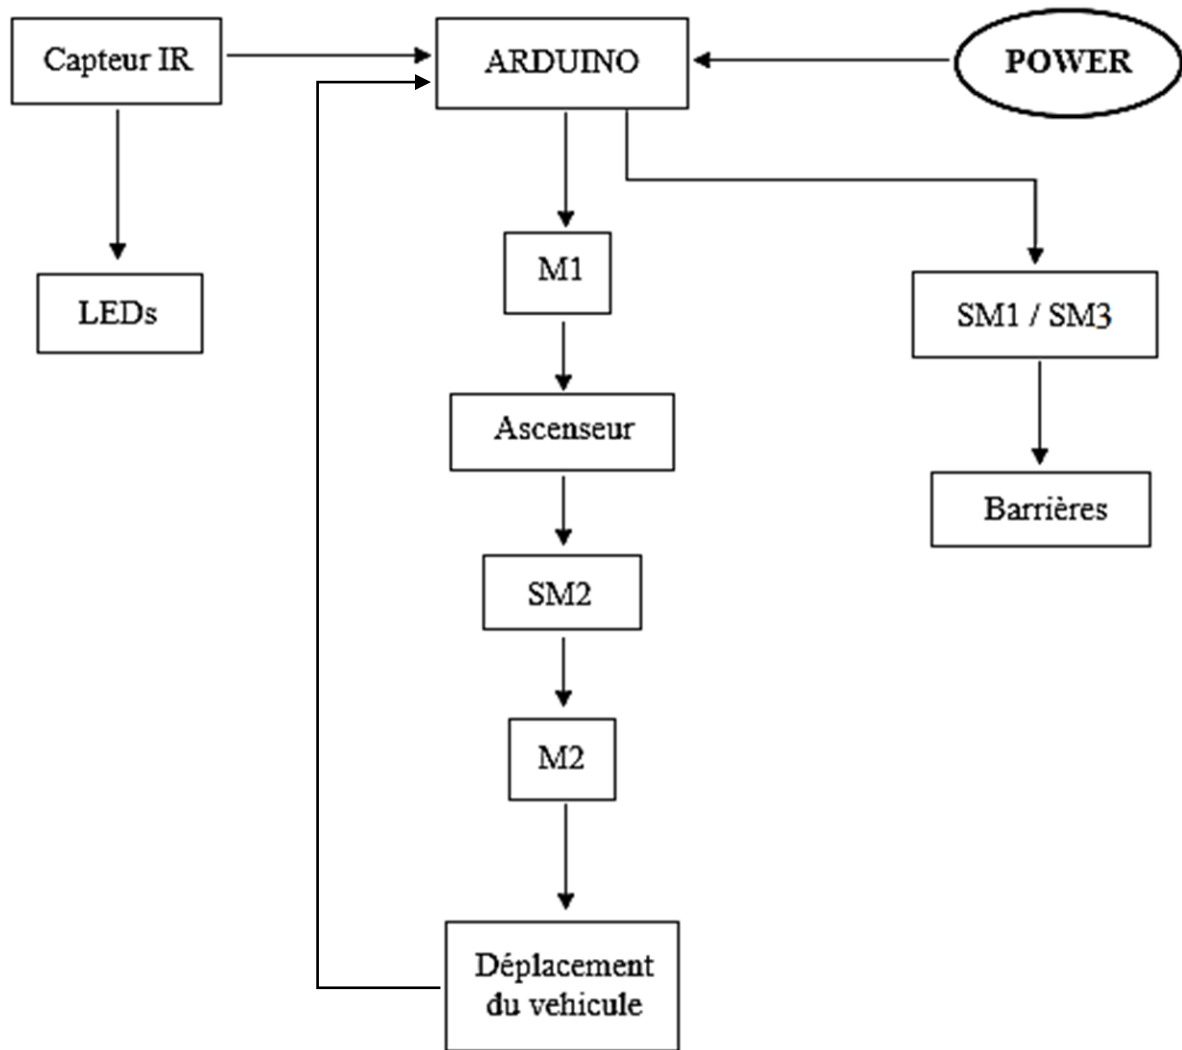 Capteur IR
ARDUINO
POWER
M1
LEDs
SM1 / SM3
Ascenseur
Barrières
SM2
M2
Déplacement
du vehicule